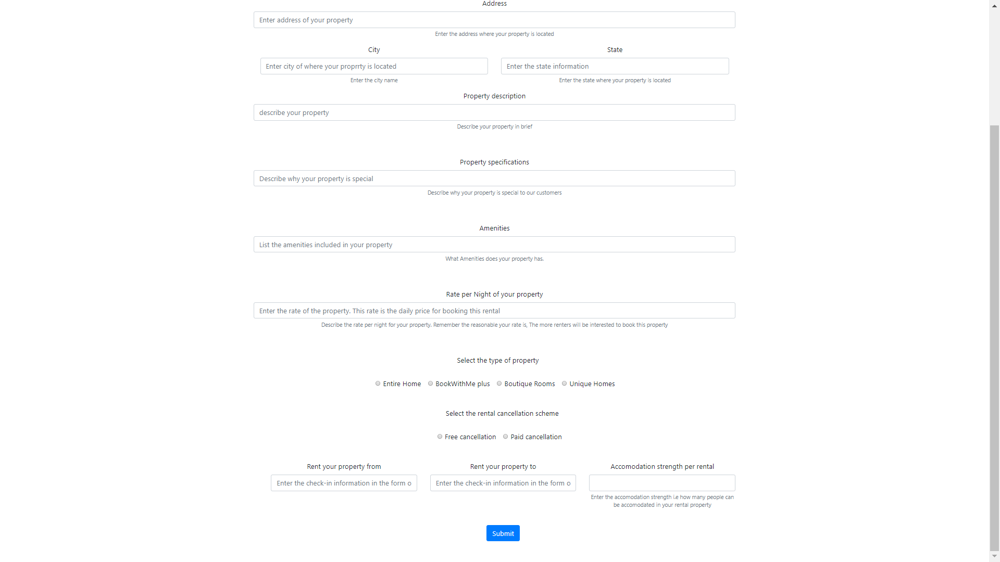 Address
Enter address of your property
Enter the address where your property is located
City
State
Enter city of where your proprrty is located
Enter the state information
Enter the city name
Enter the state where your property is located
Property description
describe your property
Describe your property in brief
Property specifications
Describe why your property is special
Describe why your property is special to our customers
Amenities
List the amenities included in your property
What Amenities does your property has.
Rate per Night of your property
Enter the rate of the property. This rate is the daily price for booking this rental
Describe the rate per night for your property. Remember the reasonable your rate is, The more renters will be interested to book this property
Select the type of property
Entire Home BookWithMe plus Boutique Rooms Unique Homes
Select the rental cancellation scheme
Free cancellation Paid cancellation
Rent your property from
Rent your property to
Accomodation strength per rental
Enter the check-in information in the form o
Enter the check-in information in the form o
Enter the accomodation strength i.e how many people can
be accomodated in your rental property
Submit